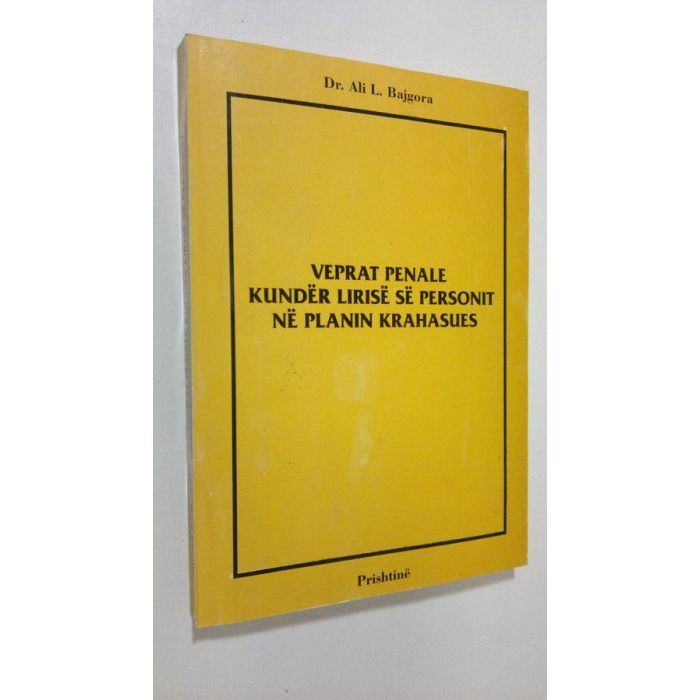 Dr. Ali L. Bajgora
VEPRAT PENALE
KUNDËR LIRISË SË PERSONIT
NË PLANIN KRAHASUES
Prishtinë